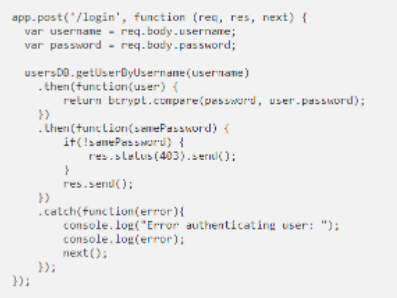 app.post('/login', function (req, res, next) {
var username = req.body.username;
var password = req.body.password;
usersDB.getUserByUsername(username)
.then(function(user) {
return bcrypt.compare(password, user.password);
})
.then(function(samePassword) {
if(!samePassword) {
res.status(403).send();
}
res.send();
})
.catch(function(error){
console.log("Error authenticating user: ");
console.log(error);
next();
});
});